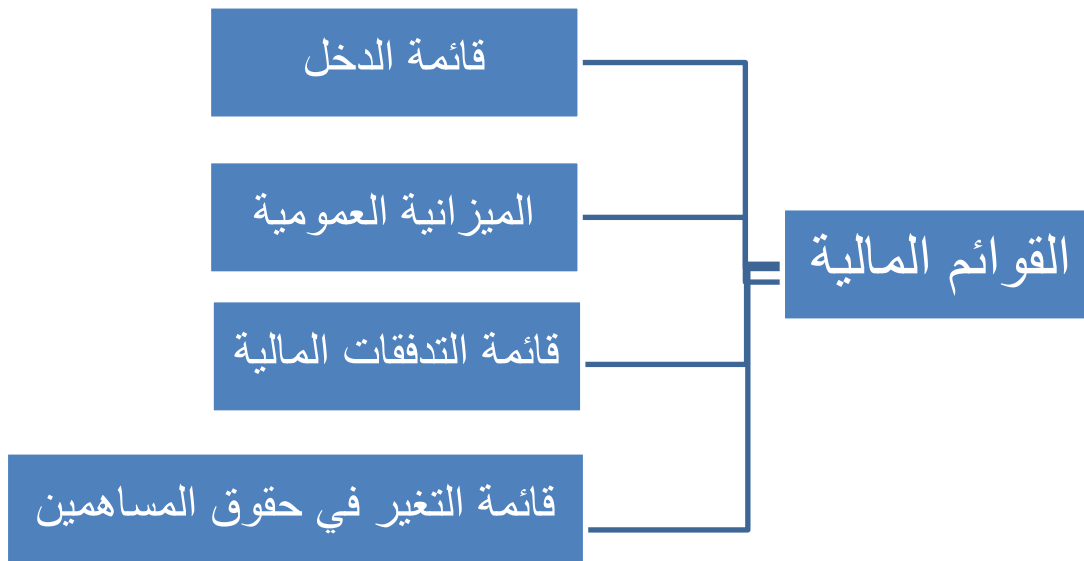 القوائم المالية
قائمة الدخل
الميزانية العمومية
قائمة التدفقات المالية
قائمة التغير في حقوق المساهمين